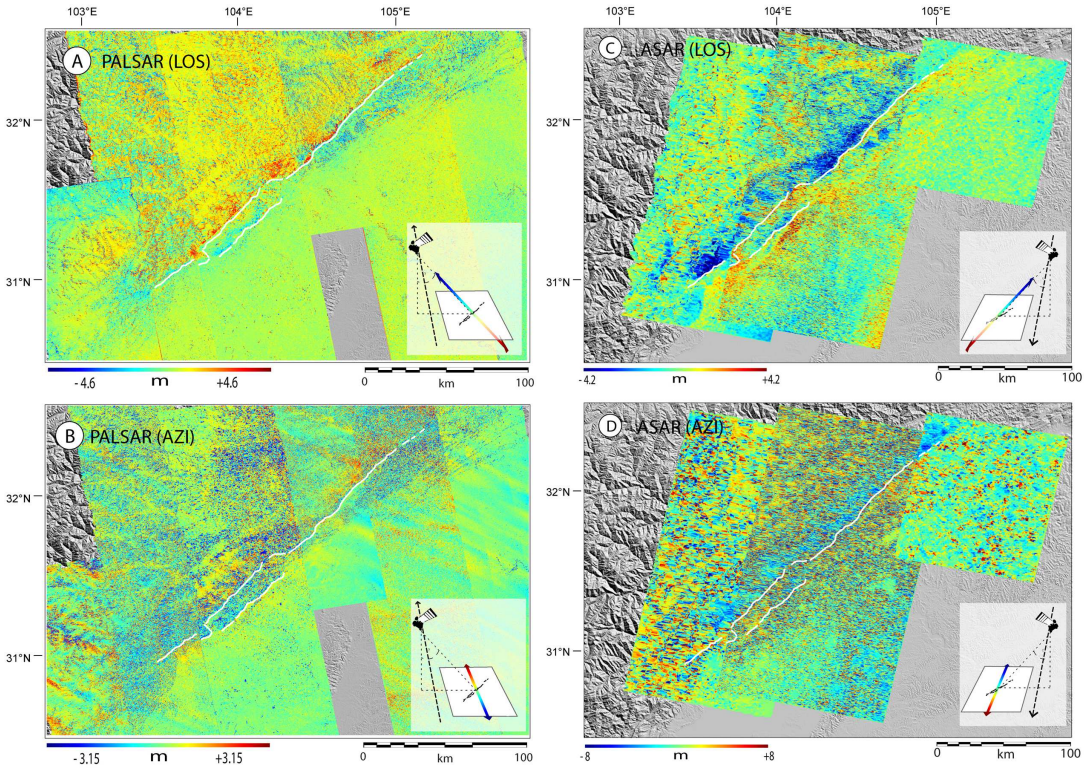 103°E 104°E 105°E
A PALSAR (LOS)
32°N
31°N
-4.6 m +4.6
0 km 100
103°E 104°E 105°E
C ASAR (LOS)
32°N
31°N
-4.2 m +4.2
0 km 100
B PALSAR (AZI)
32°N
31°N
-3.15 m +3.15
0 km 100
D ASAR (AZI)
32°N
31°N
-8 m +8
0 km 100